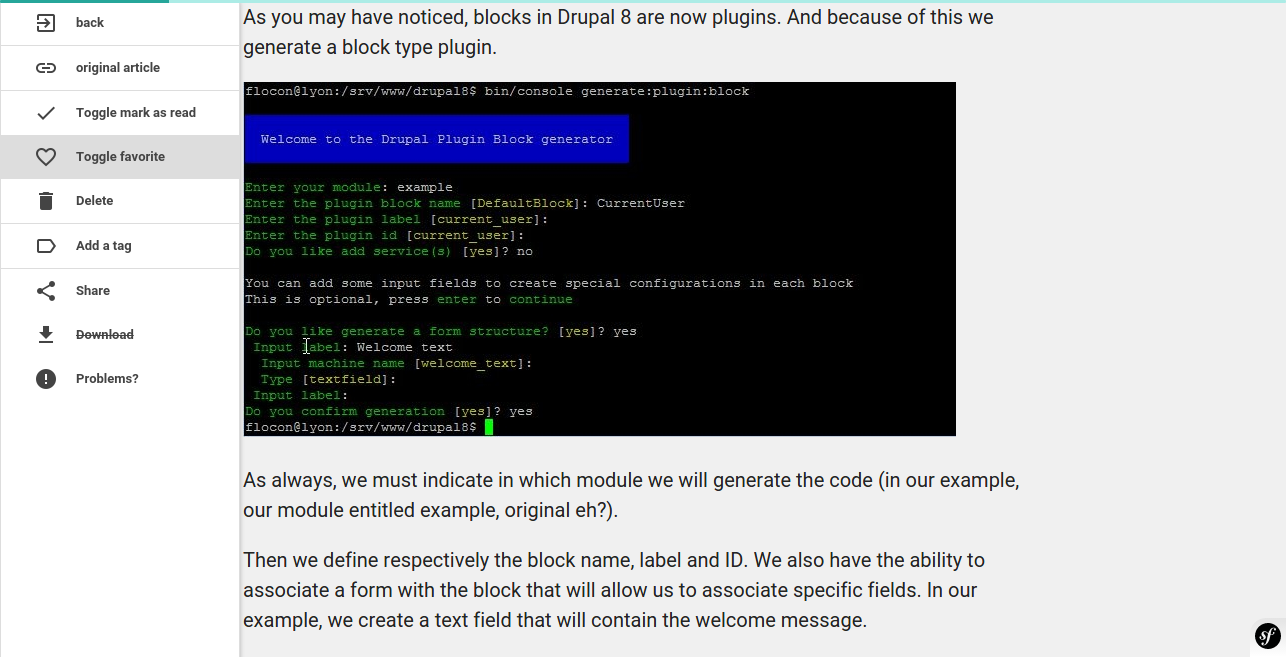 back
original article
Toggle mark as read
Toggle favorite
Delete
Add a tag
Share
Download
Problems?
As you may have noticed, blocks in Drupal 8 are now plugins. And because of this we
generate a block type plugin.
flocon@lyon:/srv/www/drupal8$ bin/console generate:plugin:block
Welcome to the Drupal Plugin Block generator
Enter your module: example
Enter the plugin block name [DefaultBlock]: CurrentUser
Enter the plugin label [current_user]:
Enter the plugin id [current_user]:
Do you like add service(s) [yes]? no
You can add some input fields to create special configurations in each block
This is optional, press enter to continue
Do you like generate a form structure? [yes]? yes
Input label: Welcome text
Input machine name [welcome_text]:
Type [textfield]:
Input label:
Do you confirm generation [yes]? yes
flocon@lyon:/srv/www/drupal8$
As always, we must indicate in which module we will generate the code (in our example,
our module entitled example, original eh?).
Then we define respectively the block name, label and ID. We also have the ability to
associate a form with the block that will allow us to associate specific fields. In our
example, we create a text field that will contain the welcome message.
sf